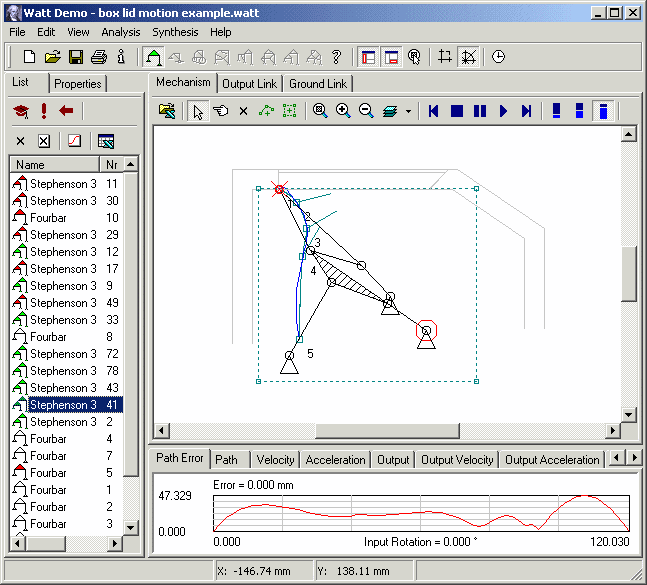 Watt Demo - box lid motion example.watt
File Edit View Analysis Synthesis Help
List Properties
Mechanism Output Link Ground Link
Name Nr
Stephenson 3 11
Stephenson 3 30
Fourbar 10
Stephenson 3 29
Stephenson 3 12
Stephenson 3 17
Stephenson 3 9
Stephenson 3 49
Stephenson 3 33
Fourbar 8
Stephenson 3 72
Stephenson 3 78
Stephenson 3 43
Stephenson 3 41
Stephenson 3 2
Fourbar 4
Fourbar 7
Fourbar 5
Fourbar 1
Fourbar 2
Fourbar 3
1
2
3
4
5
Path Error Path Velocity Acceleration Output Output Velocity Output Acceleration
Error = 0.000 mm
47.329
0.000
0.000 Input Rotation = 0.000 ° 120.030
X: -146.74 mm Y: 138.11 mm